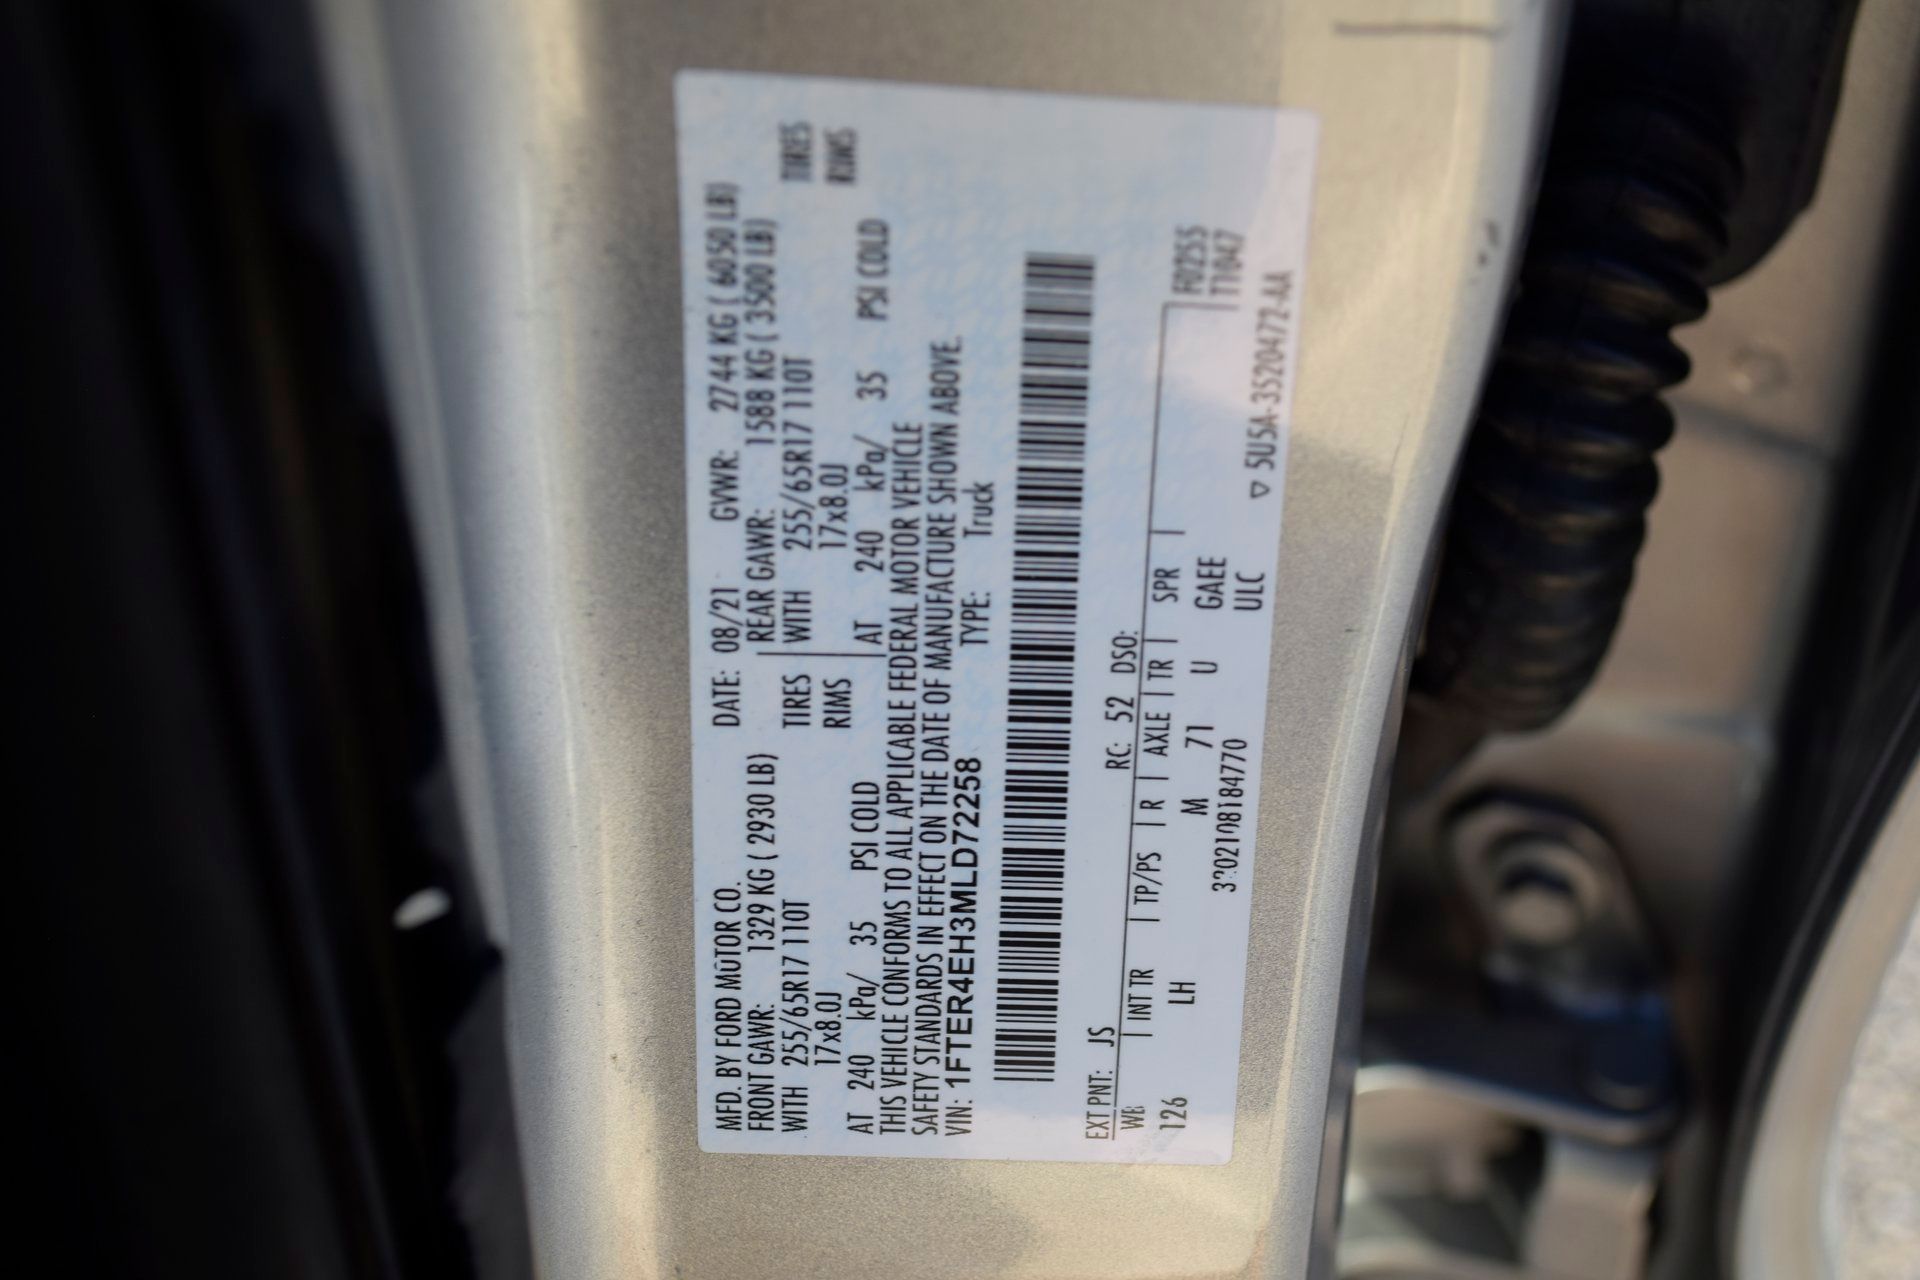 MFD. BY FORD MOTOR CO. DATE: 08/21 GVWR: 2744 KG ( 6050 LB)
FRONT GAWR: 1329 KG ( 2930 LB) REAR GAWR: 1588 KG ( 3500 LB)
WITH 255/65R17 110T TIRES WITH 255/65R17 110T TIRES
17x8.0J RIMS 17x8.0J RIMS
AT 240 kPa/ 35 PSI COLD AT 240 kPa/ 35 PSI COLD
THIS VEHICLE CONFORMS TO ALL APPLICABLE FEDERAL MOTOR VEHICLE
SAFETY STANDARDS IN EFFECT ON THE DATE OF MANUFACTURE SHOWN ABOVE.
VIN: 1FTER4EH3MLD72258 TYPE: Truck
EXT PNT: JS RC: 52 DSO:
WB INT TR TP/PS R AXLE TR SPR F0255
126 LH M 71 U GAEE T1047
ULC
5U5A-3520472-AA